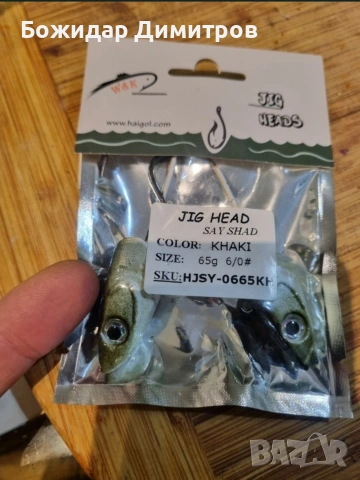 Божидар Димитров
W&K
www.haigol.com
JIG
HEADS
JIG HEAD
SAY SHAD
COLOR: KHAKI
SIZE: 65g 6/0#
SKU:HJSY-0665KH
BAZAR